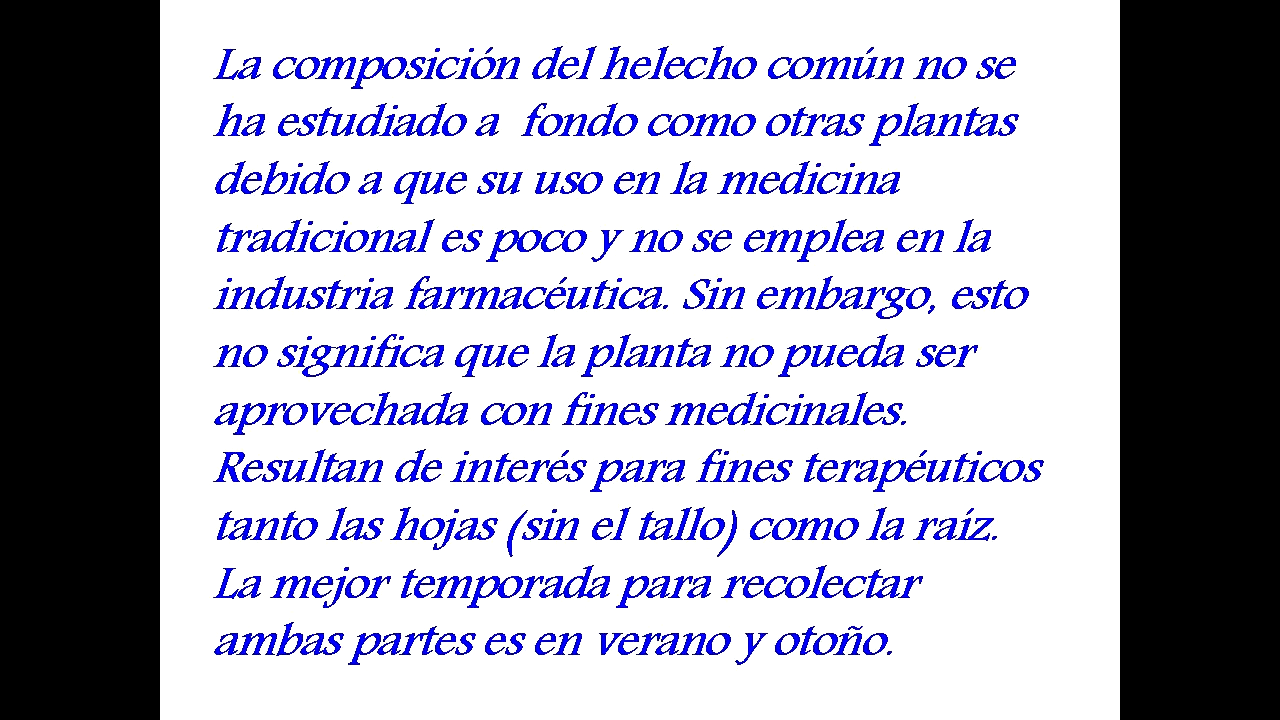 La composición del helecho común no se
ha estudiado a  fondo como otras plantas
debido a que su uso en la medicina
tradicional es poco y no se emplea en la
industria farmacéutica. Sin embargo, esto
no significa que la planta no pueda ser
aprovechada con fines medicinales.
Resultan de interés para fines terapéuticos
tanto las hojas (sin el tallo) como la raíz.
La mejor temporada para recolectar
ambas partes es en verano y otoño.